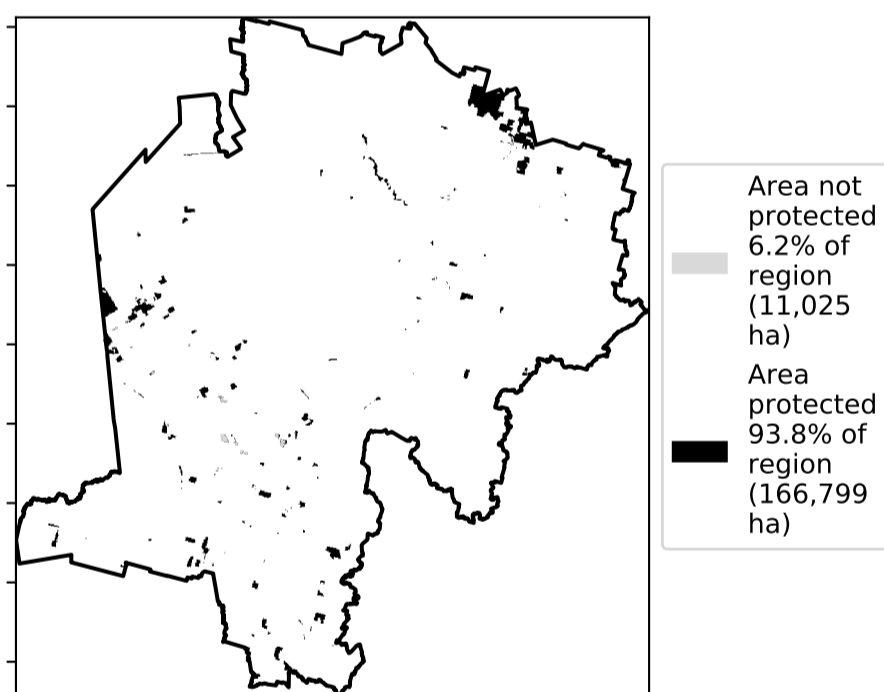 Area not
protected
6.2% of
region
(11,025
ha)
Area
protected
93.8% of
region
(166,799
ha)